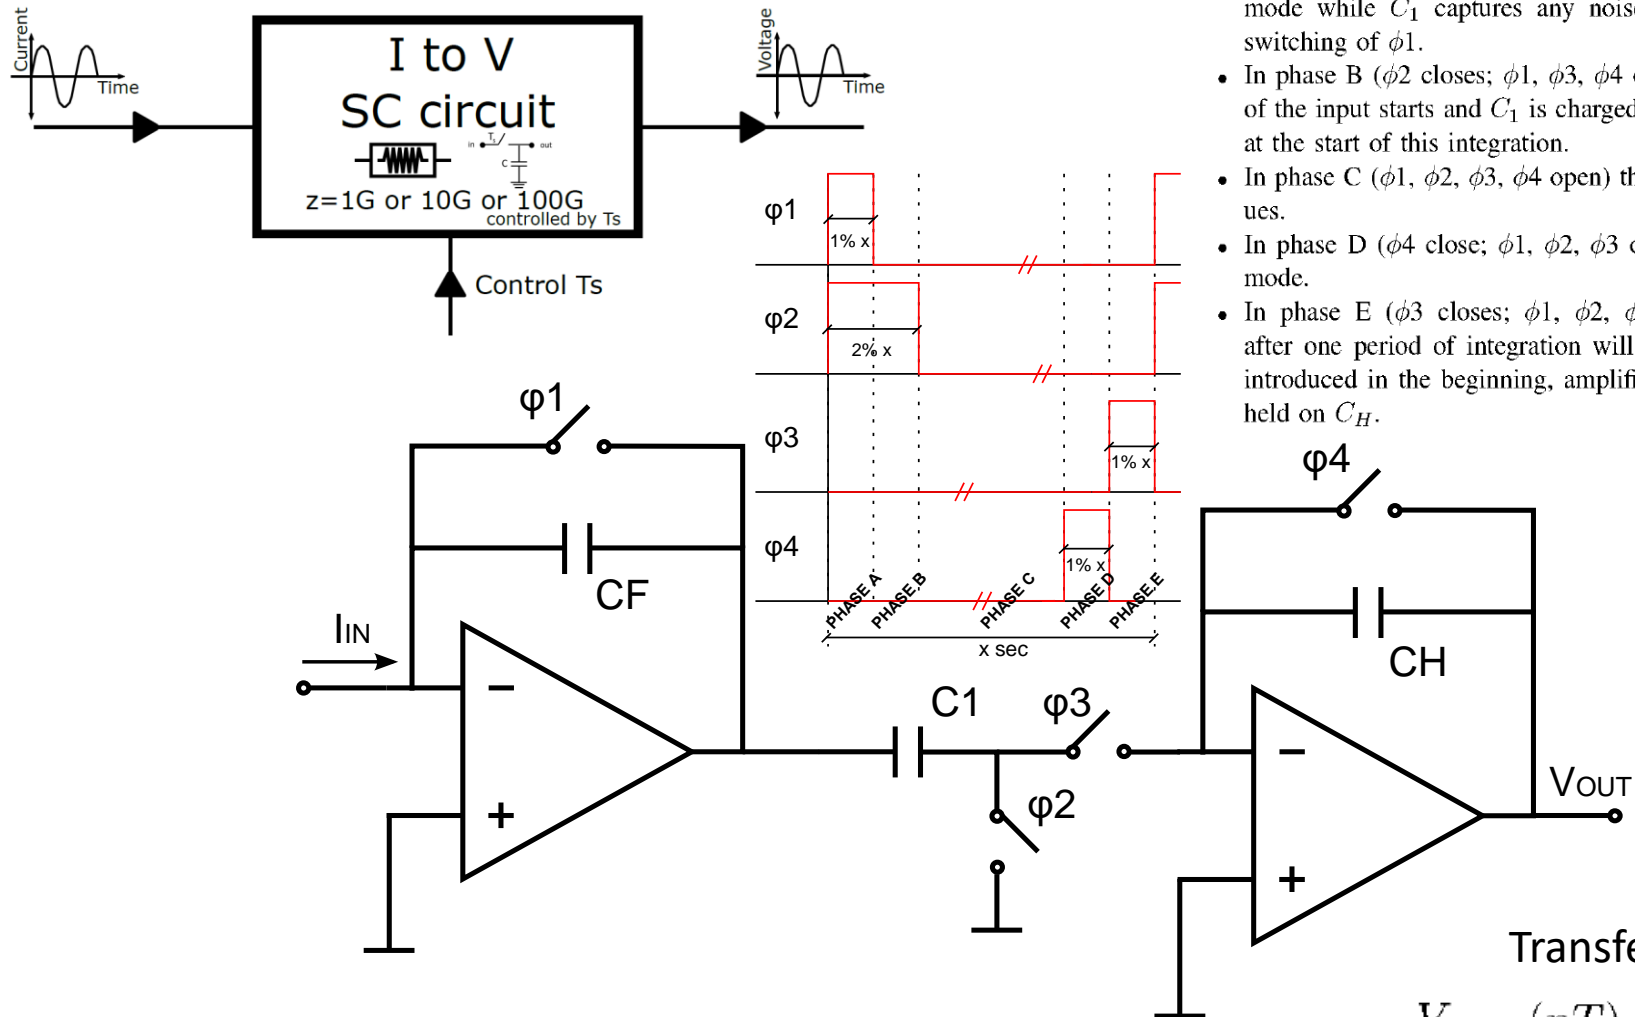 Current
Time
I to V
SC circuit
in
Ts
out
C
z=1G or 10G or 100G
controlled by Ts
Voltage
Time
Control Ts
mode while C1 captures any
switching of ϕ1.
• In phase B (ϕ2 closes; ϕ1, ϕ3, ϕ4
of the input starts and C1 is charged
at the start of this integration.
• In phase C (ϕ1, ϕ2, ϕ3, ϕ4 open)
ues.
• In phase D (ϕ4 close; ϕ1, ϕ2, ϕ3
mode.
• In phase E (ϕ3 closes; ϕ1, ϕ2,
after one period of integration will
introduced in the beginning,
held on CH.
φ1
1% x
φ2
2% x
φ3
1% x
φ4
1% x
PHASE A
PHASE B
PHASE C
PHASE D
PHASE E
x sec
φ1
CF
IIN
−
+
C1
φ3
φ2
φ4
CH
−
+
VOUT
(nT)